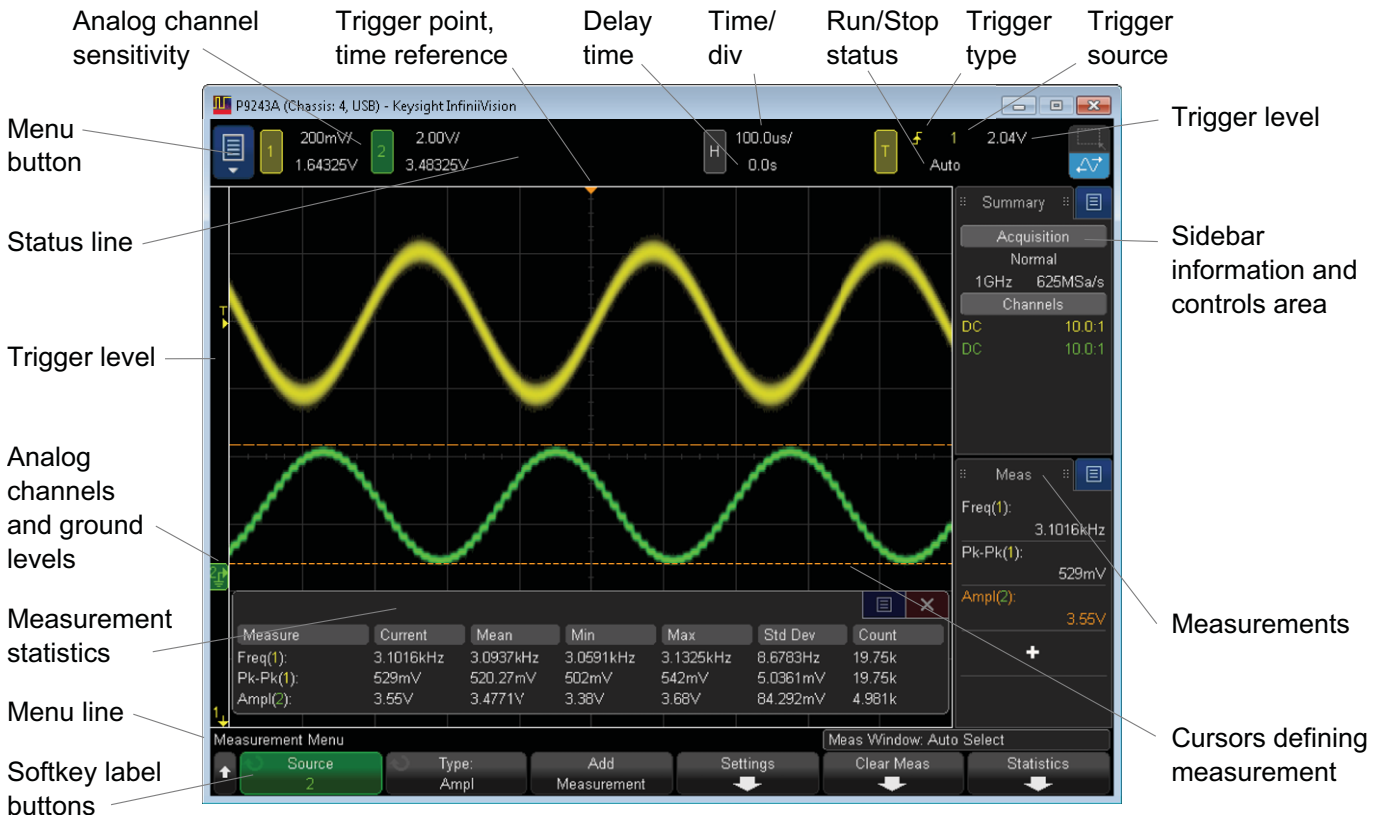 Analog channel
sensitivity
Trigger point,
time reference
Delay
time
Time/
div
Run/Stop
status
Trigger
type
Trigger
source
P9243A (Chassis: 4, USB) - Keysight InfiniiVision
Menu
button
1
200mV/
1.64325V
2
2.00V/
3.48325V
H
100.0us/
0.0s
T
1
2.04V
Auto
Trigger level
Status line
Summary
Acquisition
Normal
1GHz 625MSa/s
Channels
DC 10.0:1
DC 10.0:1
Sidebar
information and
controls area
T
Trigger level
Analog
channels
and ground
levels
2
Meas
Freq(1):
3.1016kHz
Pk-Pk(1):
529mV
Ampl(2):
3.55V
+
Measurements
Measurement
statistics
Measure Current Mean Min Max Std Dev Count
Freq(1): 3.1016kHz 3.0937kHz 3.0591kHz 3.1325kHz 8.6783Hz 19.75k
Pk-Pk(1): 529mV 520.27mV 502mV 542mV 5.0361mV 19.75k
Ampl(2): 3.55V 3.4771V 3.38V 3.68V 84.292mV 4.981k
1
Menu line
Measurement Menu
Meas Window: Auto Select
Cursors defining
measurement
Softkey label
buttons
Source
2
Type:
Ampl
Add
Measurement
Settings
Clear Meas
Statistics